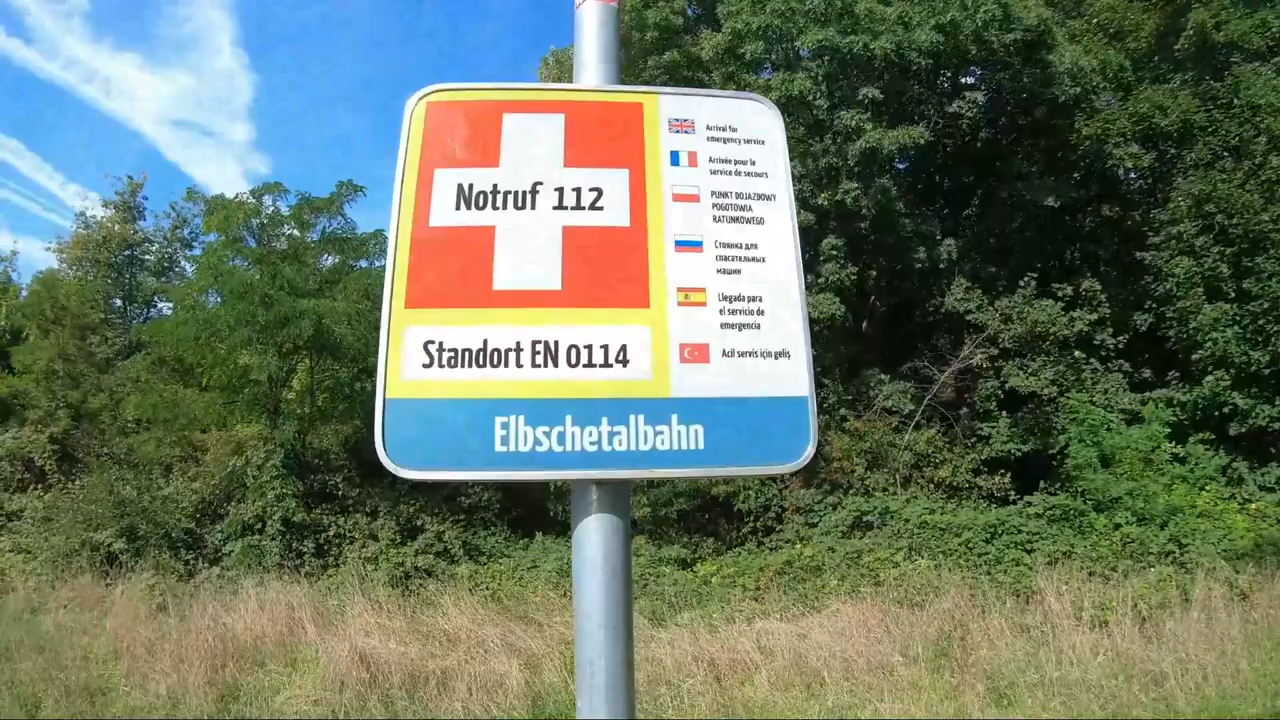 Notruf 112
Standort EN 0114
Elbschetalbahn
Arrival for
emergency service
Arrivée pour le
service de secours
PUNKT DOJAZDOWY
POGOTOWIA
RATUNKOWEGO
Стоянка для
спасательных
машин
Llegada para
el servicio de
emergencia
Acil servis için geliş